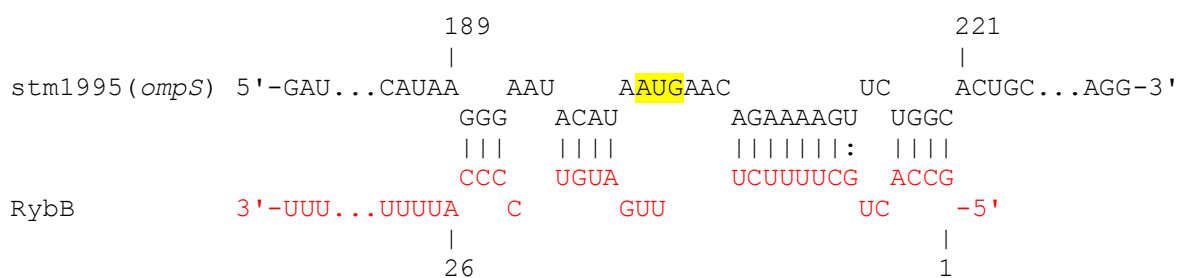 189 221
| |
stm1995(ompS) 5'-GAU...CAUAA AAU AAUGAAC UC ACUGC...AGG-3'
GGG ACAU AGAAAAGU UGGC
||| |||| |||||||: ||||
CCC UGUA UCUUUUCG ACCG
RybB 3'-UUU...UUUUA C GUU UC -5'
| |
26 1